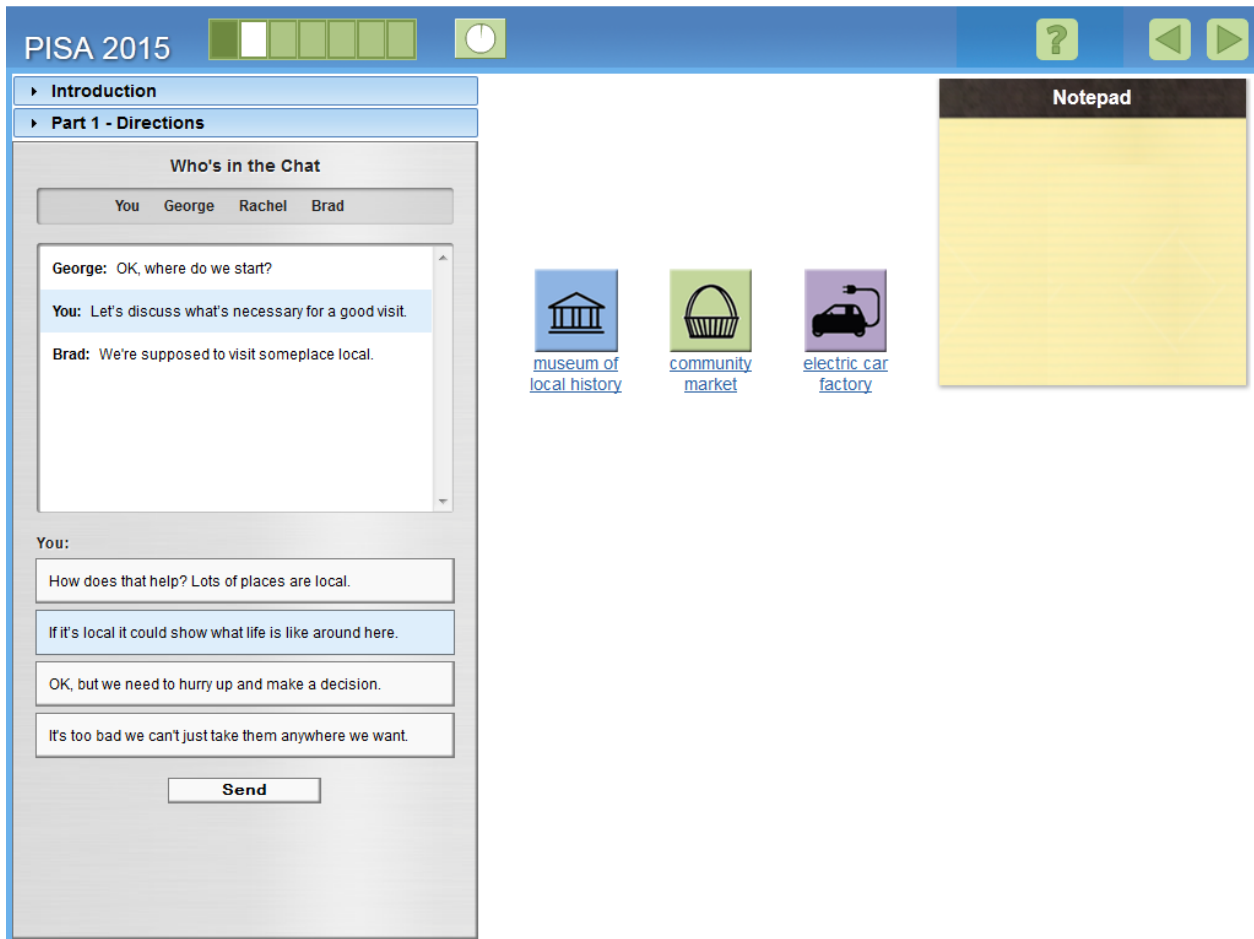 PISA 2015
?
Introduction
Part 1 - Directions
Who's in the Chat
You George Rachel Brad
George: OK, where do we start?
You: Let's discuss what's necessary for a good visit.
Brad: We're supposed to visit someplace local.
You:
How does that help? Lots of places are local.
If it's local it could show what life is like around here.
OK, but we need to hurry up and make a decision.
It's too bad we can't just take them anywhere we want.
Send
museum of
local history
community
market
electric car
factory
Notepad